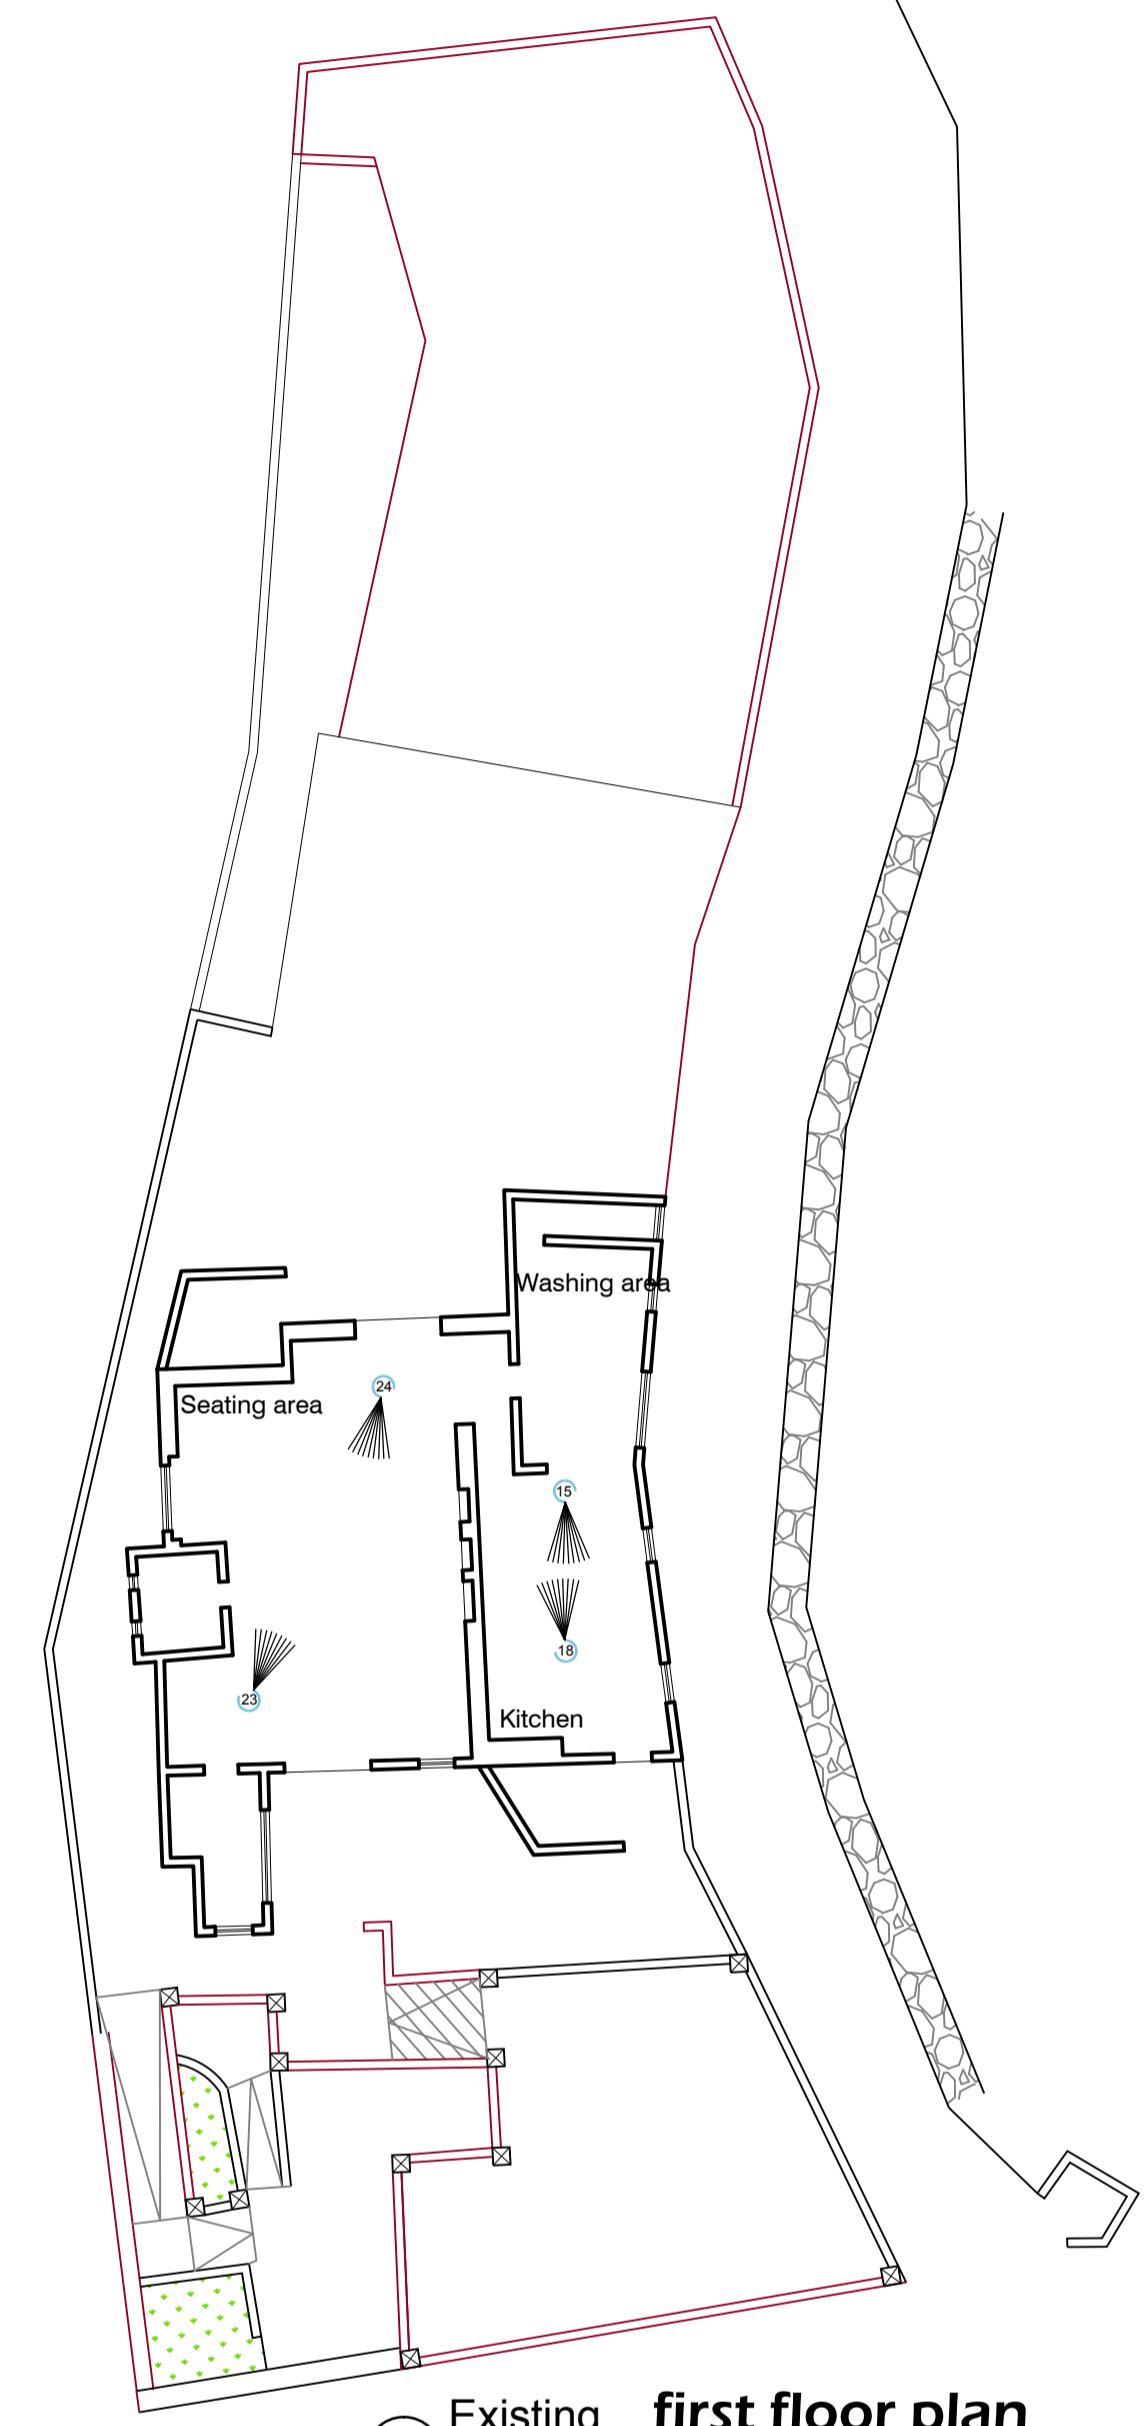 Washing area
24
Seating area
15
18
23
Kitchen
Existing first floor plan